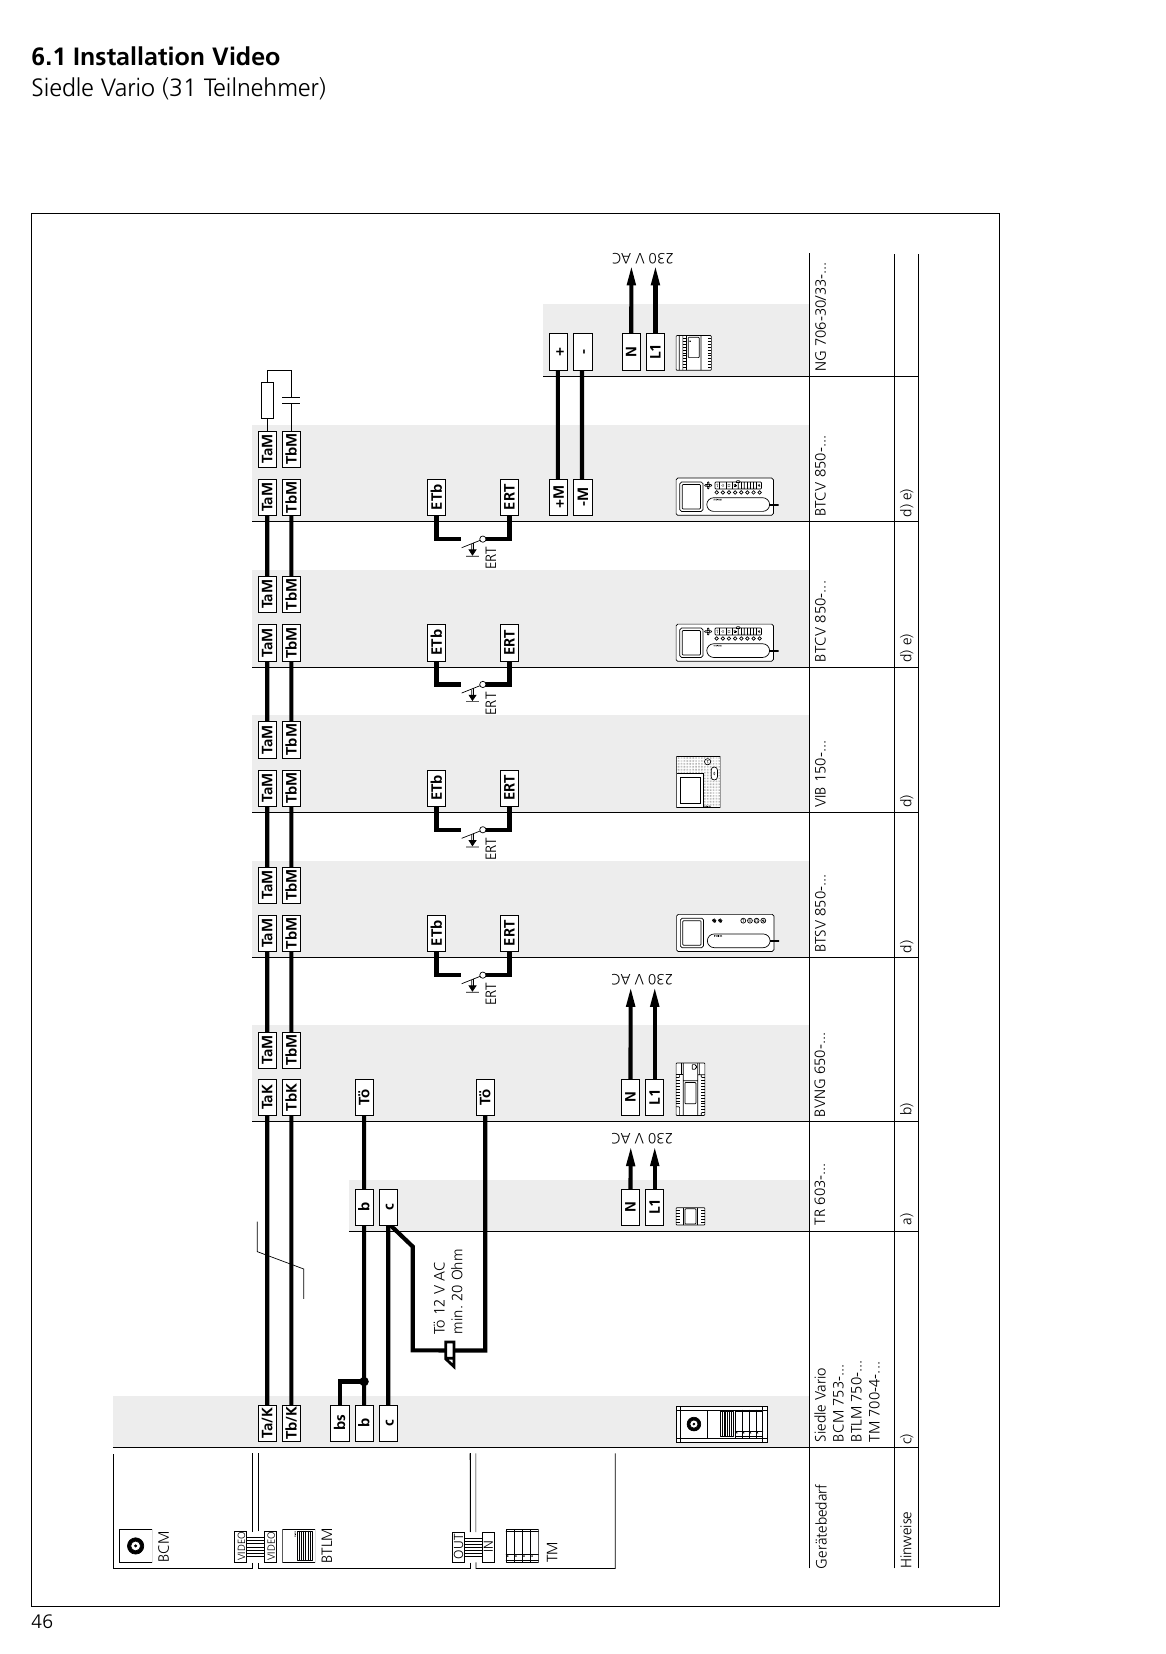 6.1 Installation Video
Siedle Vario (31 Teilnehmer)
230 V AC
+
-
N
L1
NG 706-30/33-...
TaM
TbM
TaM
TbM
ETb
ERT
+M
-M
BTCV 850-...
d) e)
ERT
TaM
TbM
TaM
TbM
ETb
ERT
BTCV 850-...
d) e)
ERT
TaM
TbM
TaM
TbM
ETb
ERT
VIB 150-...
d)
ERT
TaM
TbM
TaM
TbM
ETb
ERT
BTSV 850-...
d)
ERT
230 V AC
TaM
TbM
TaK
TbK
Tö
Tö
N
L1
BVNG 650-...
b)
230 V AC
b
c
N
L1
TR 603-...
a)
Tö 12 V AC
min. 20 Ohm
Ta/K
Tb/K
bs
b
c
Siedle Vario
BCM 753-...
BTLM 750-...
TM 700-4-...
c)
BCM
VIDEO
VIDEO
BTLM
OUT
IN
TM
Gerätebedarf
Hinweise
46